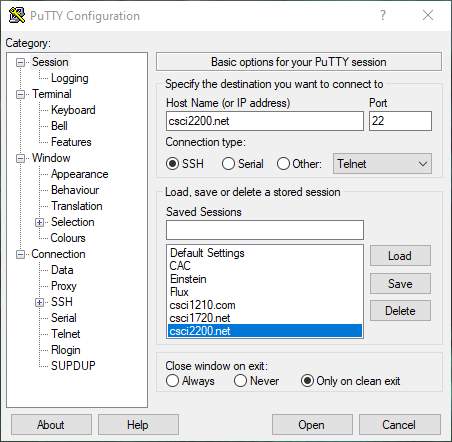 PuTTY Configuration
Category:
Session
Logging
Terminal
Keyboard
Bell
Features
Window
Appearance
Behaviour
Translation
Selection
Colours
Connection
Data
Proxy
SSH
Serial
Telnet
Rlogin
SUPDUP
Basic options for your PuTTY session
Specify the destination you want to connect to
Host Name (or IP address) Port
csci2200.net 22
Connection type:
SSH Serial Other: Telnet
Load, save or delete a stored session
Saved Sessions
Default Settings
CAC
Einstein
Flux
csci1210.com
csci1720.net
csci2200.net
Load
Save
Delete
Close window on exit:
Always Never Only on clean exit
About Help Open Cancel